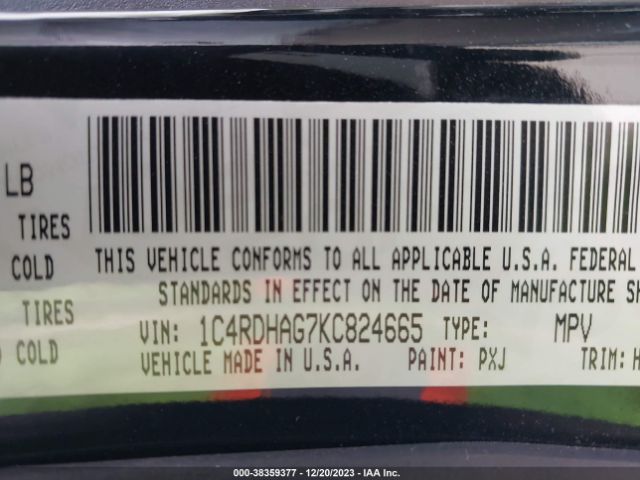 LB
TIRES
COLD
THIS VEHICLE CONFORMS TO ALL APPLICABLE U.S.A. FEDERAL
STANDARDS IN EFFECT ON THE DATE OF MANUFACTURE SH
TIRES
COLD
VIN: 1C4RDHAG7KC824665 TYPE: MPV
VEHICLE MADE IN U.S.A. PAINT: PXJ TRIM: H
000-38359377 - 12/20/2023 - IAA Inc.